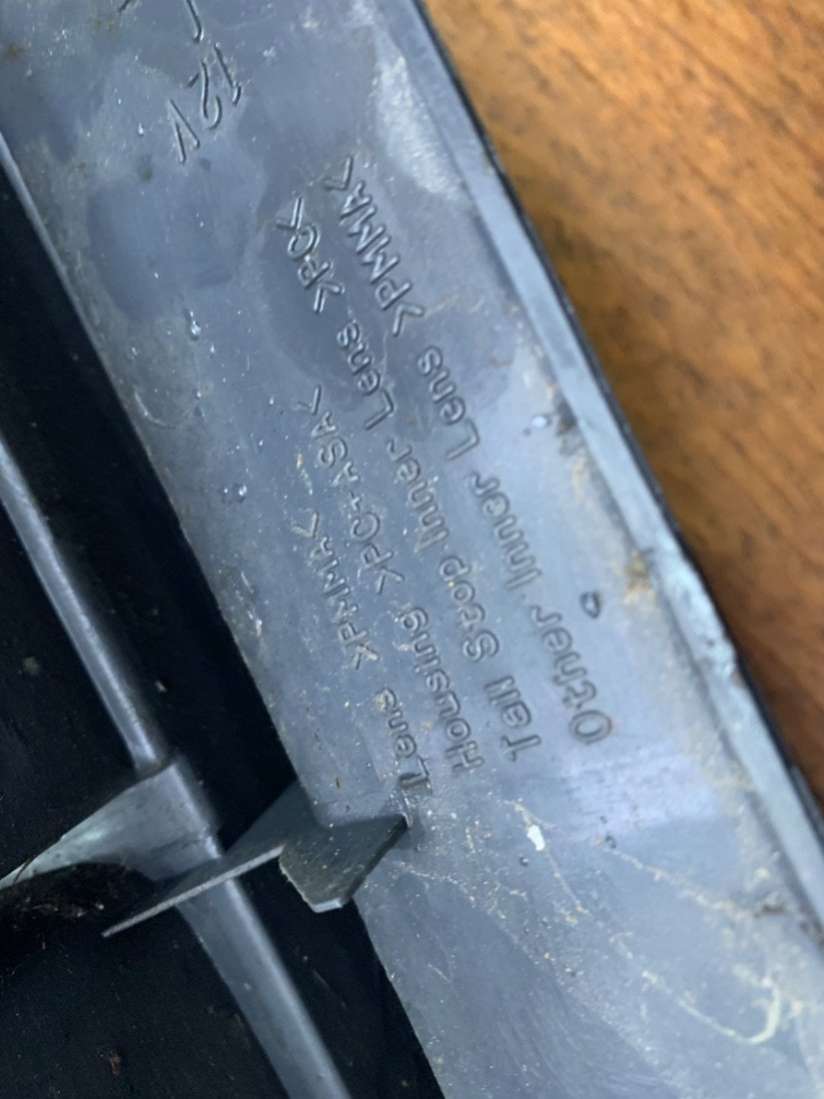 12V
Lens >PMMA<
Housing >PC+ASA<
Tail Stop Inner Lens >PC<
Other Inner Lens >PMMA<